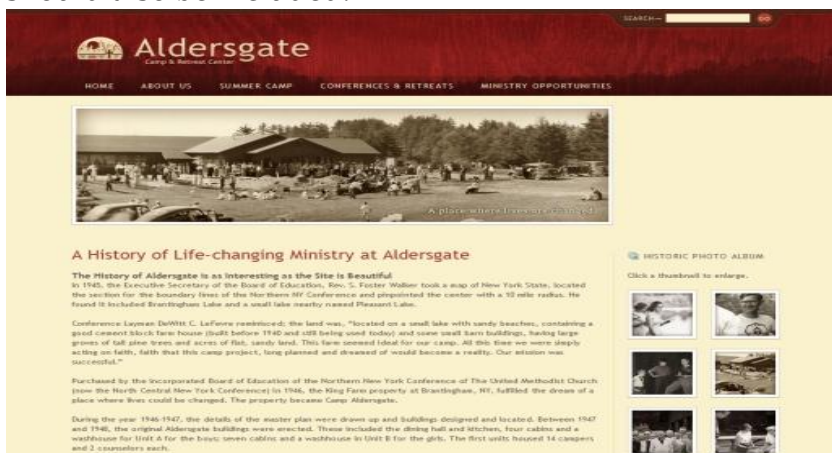 SEARCH— GO
Aldersgate
Camp & Retreat Center
HOME ABOUT US SUMMER CAMP CONFERENCES & RETREATS MINISTRY OPPORTUNITIES
A place where lives are changed
A History of Life-changing Ministry at Aldersgate
The History of Aldersgate is as Interesting as the Site is Beautiful
In 1945, the Executive Secretary of the Board of Education, Rev. S. Foster Walker took a map of New York State, located
the section for the boundary lines of the Northern NY Conference and pinpointed the center with a 10 mile radius. He
found it included Brantingham Lake and a small lake nearby named Pleasant Lake.
Conference Layman DeWitt C. LeFevre reminisced; the land was, "located on a small lake with sandy beaches, containing a
good cement block farm house (built before 1940 and still being used today) and some small barn buildings, having large
groves of tall pine trees and acres of flat, sandy land. This farm seemed ideal for our camp. All this time we were simply
acting on faith, faith that this camp project, long planned and dreamed of would become a reality. Our mission was
successful."
Purchased by the incorporated Board of Education of the Northern New York Conference of The United Methodist Church
(now the North Central New York Conference) in 1946, the King Farm property at Brantingham, NY, fulfilled the dream of a
place where lives could be changed. The property became Camp Aldersgate.
During the year 1946-1947, the details of the master plan were drawn up and buildings designed and located. Between 1947
and 1948, the original Aldersgate buildings were erected. These included the dining hall and kitchen, four cabins and a
washhouse for Unit A for the boys; seven cabins and a washhouse in Unit B for the girls. The first units housed 14 campers
and 2 counselors each.
HISTORIC PHOTO ALBUM
Click a thumbnail to enlarge.